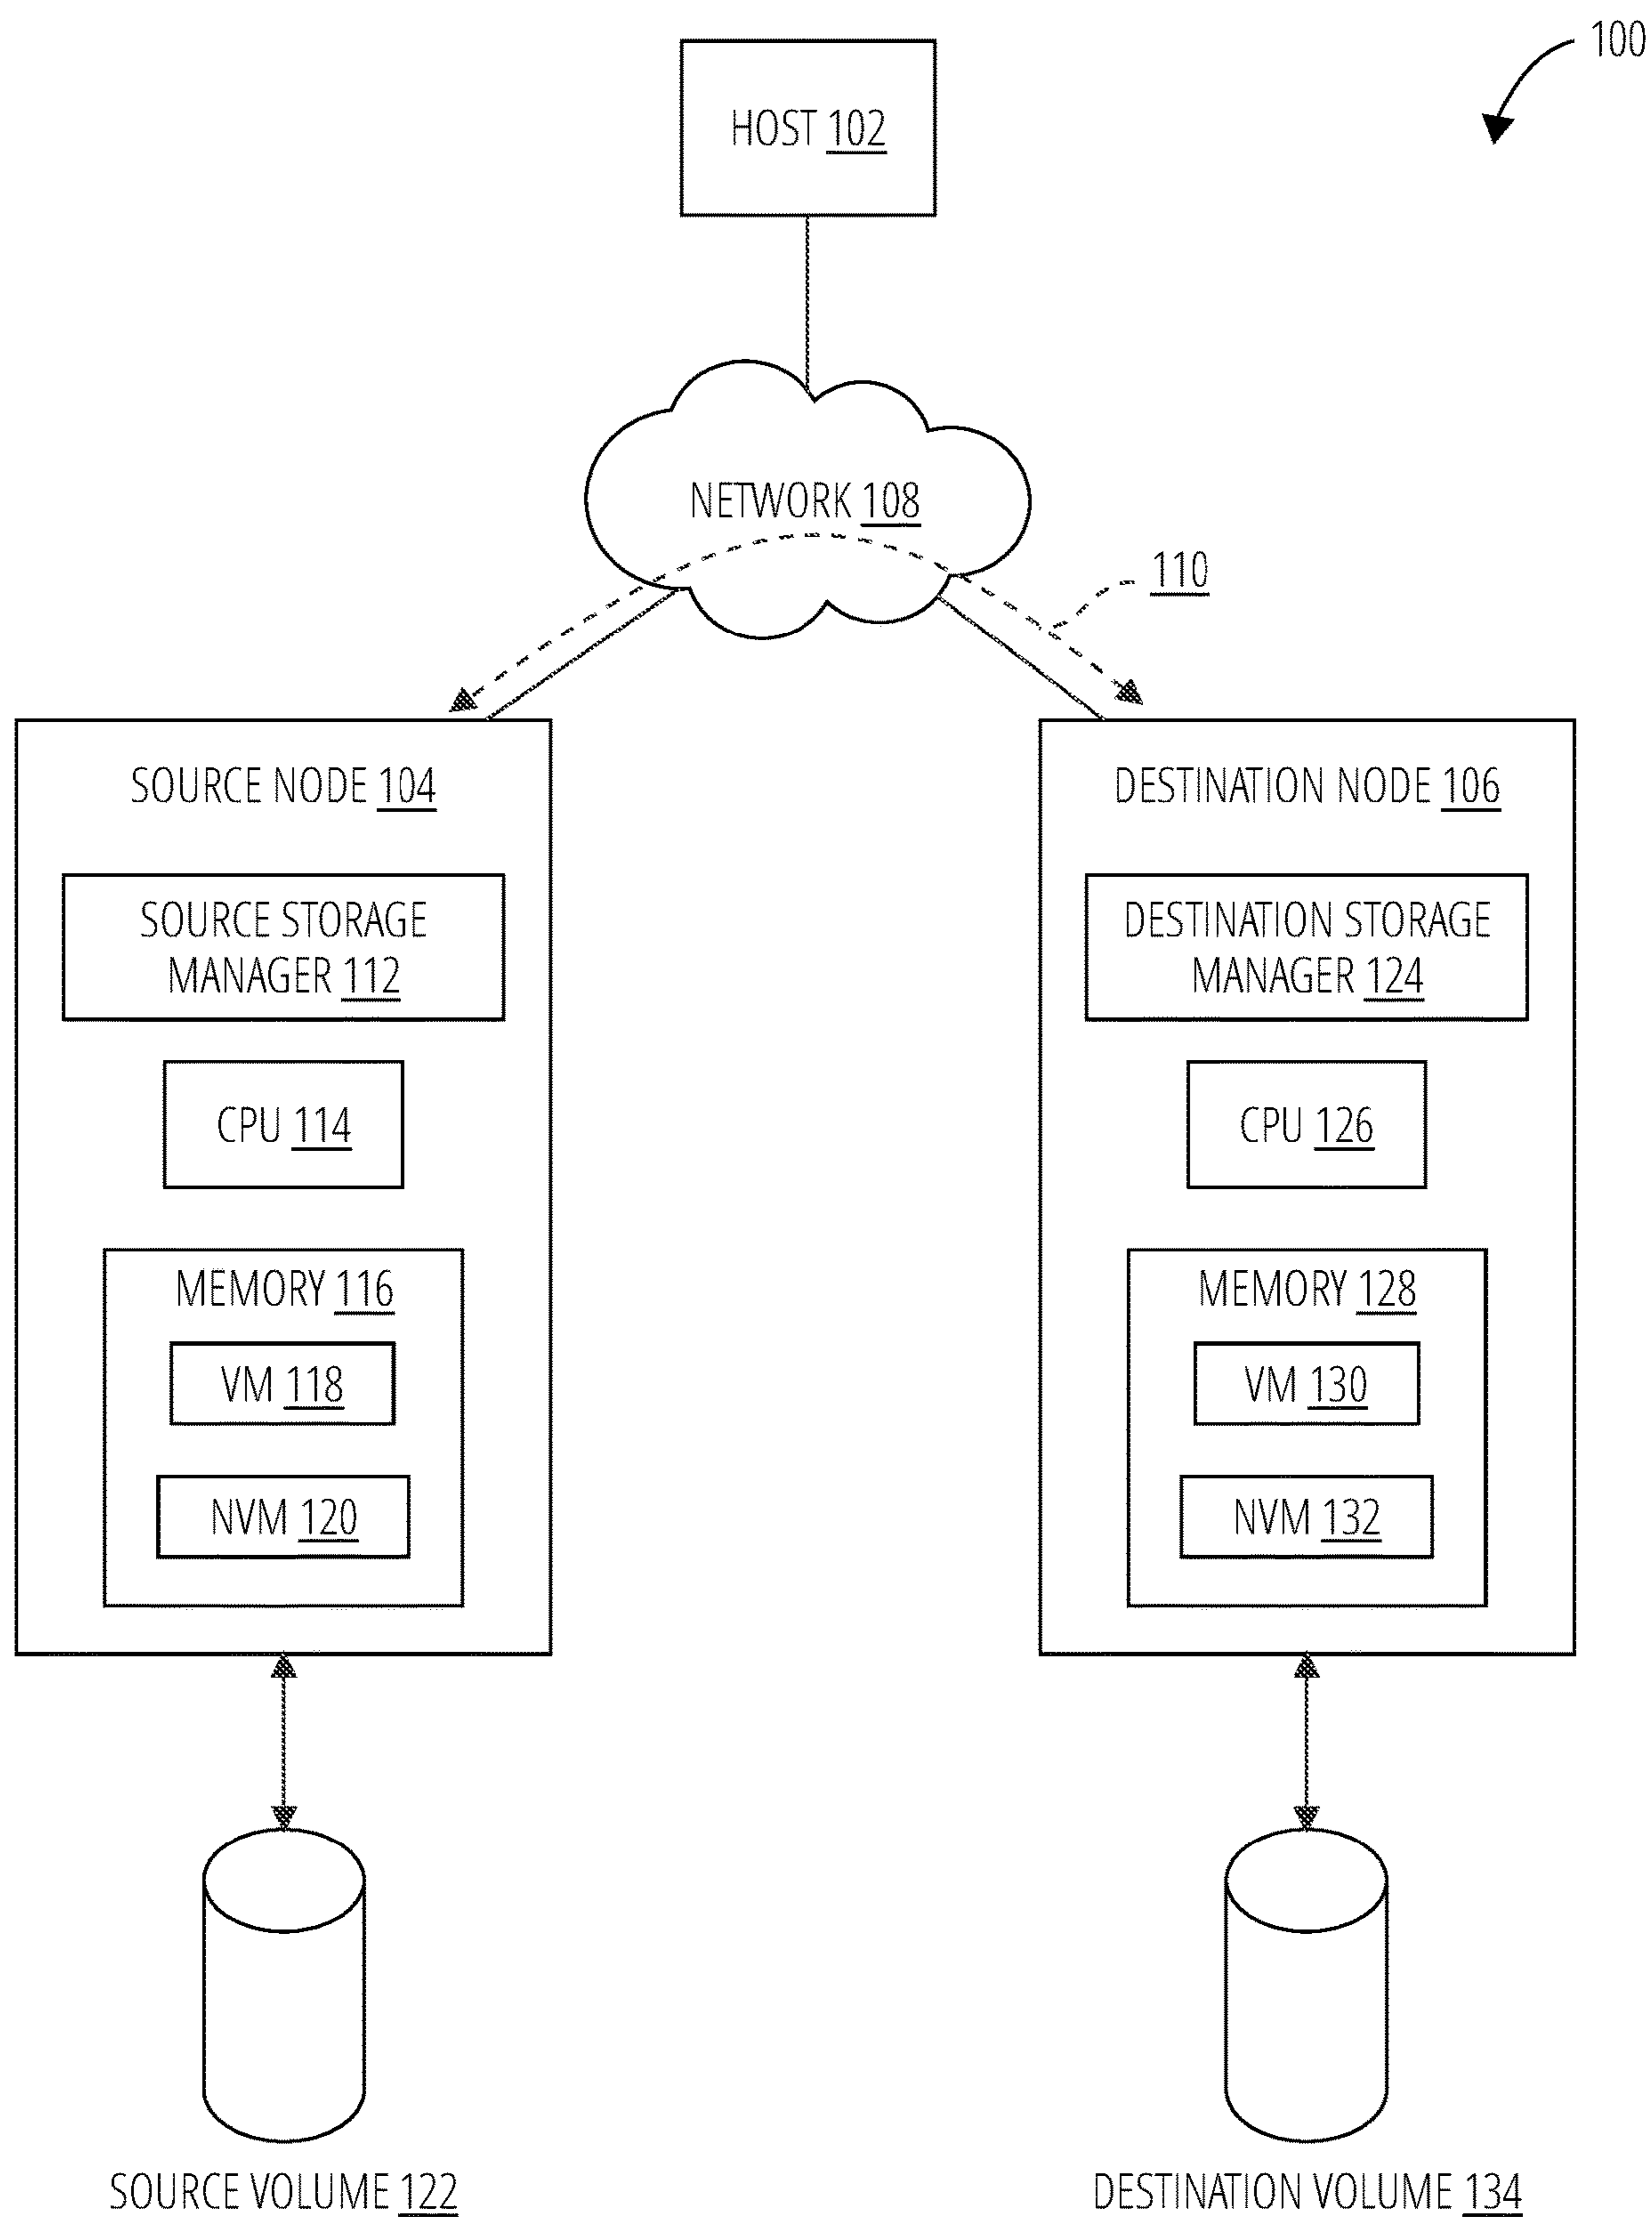 100
HOST 102
NETWORK 108
110
SOURCE NODE 104
SOURCE STORAGE
MANAGER 112
CPU 114
MEMORY 116
VM 118
NVM 120
SOURCE VOLUME 122
DESTINATION NODE 106
DESTINATION STORAGE
MANAGER 124
CPU 126
MEMORY 128
VM 130
NVM 132
DESTINATION VOLUME 134